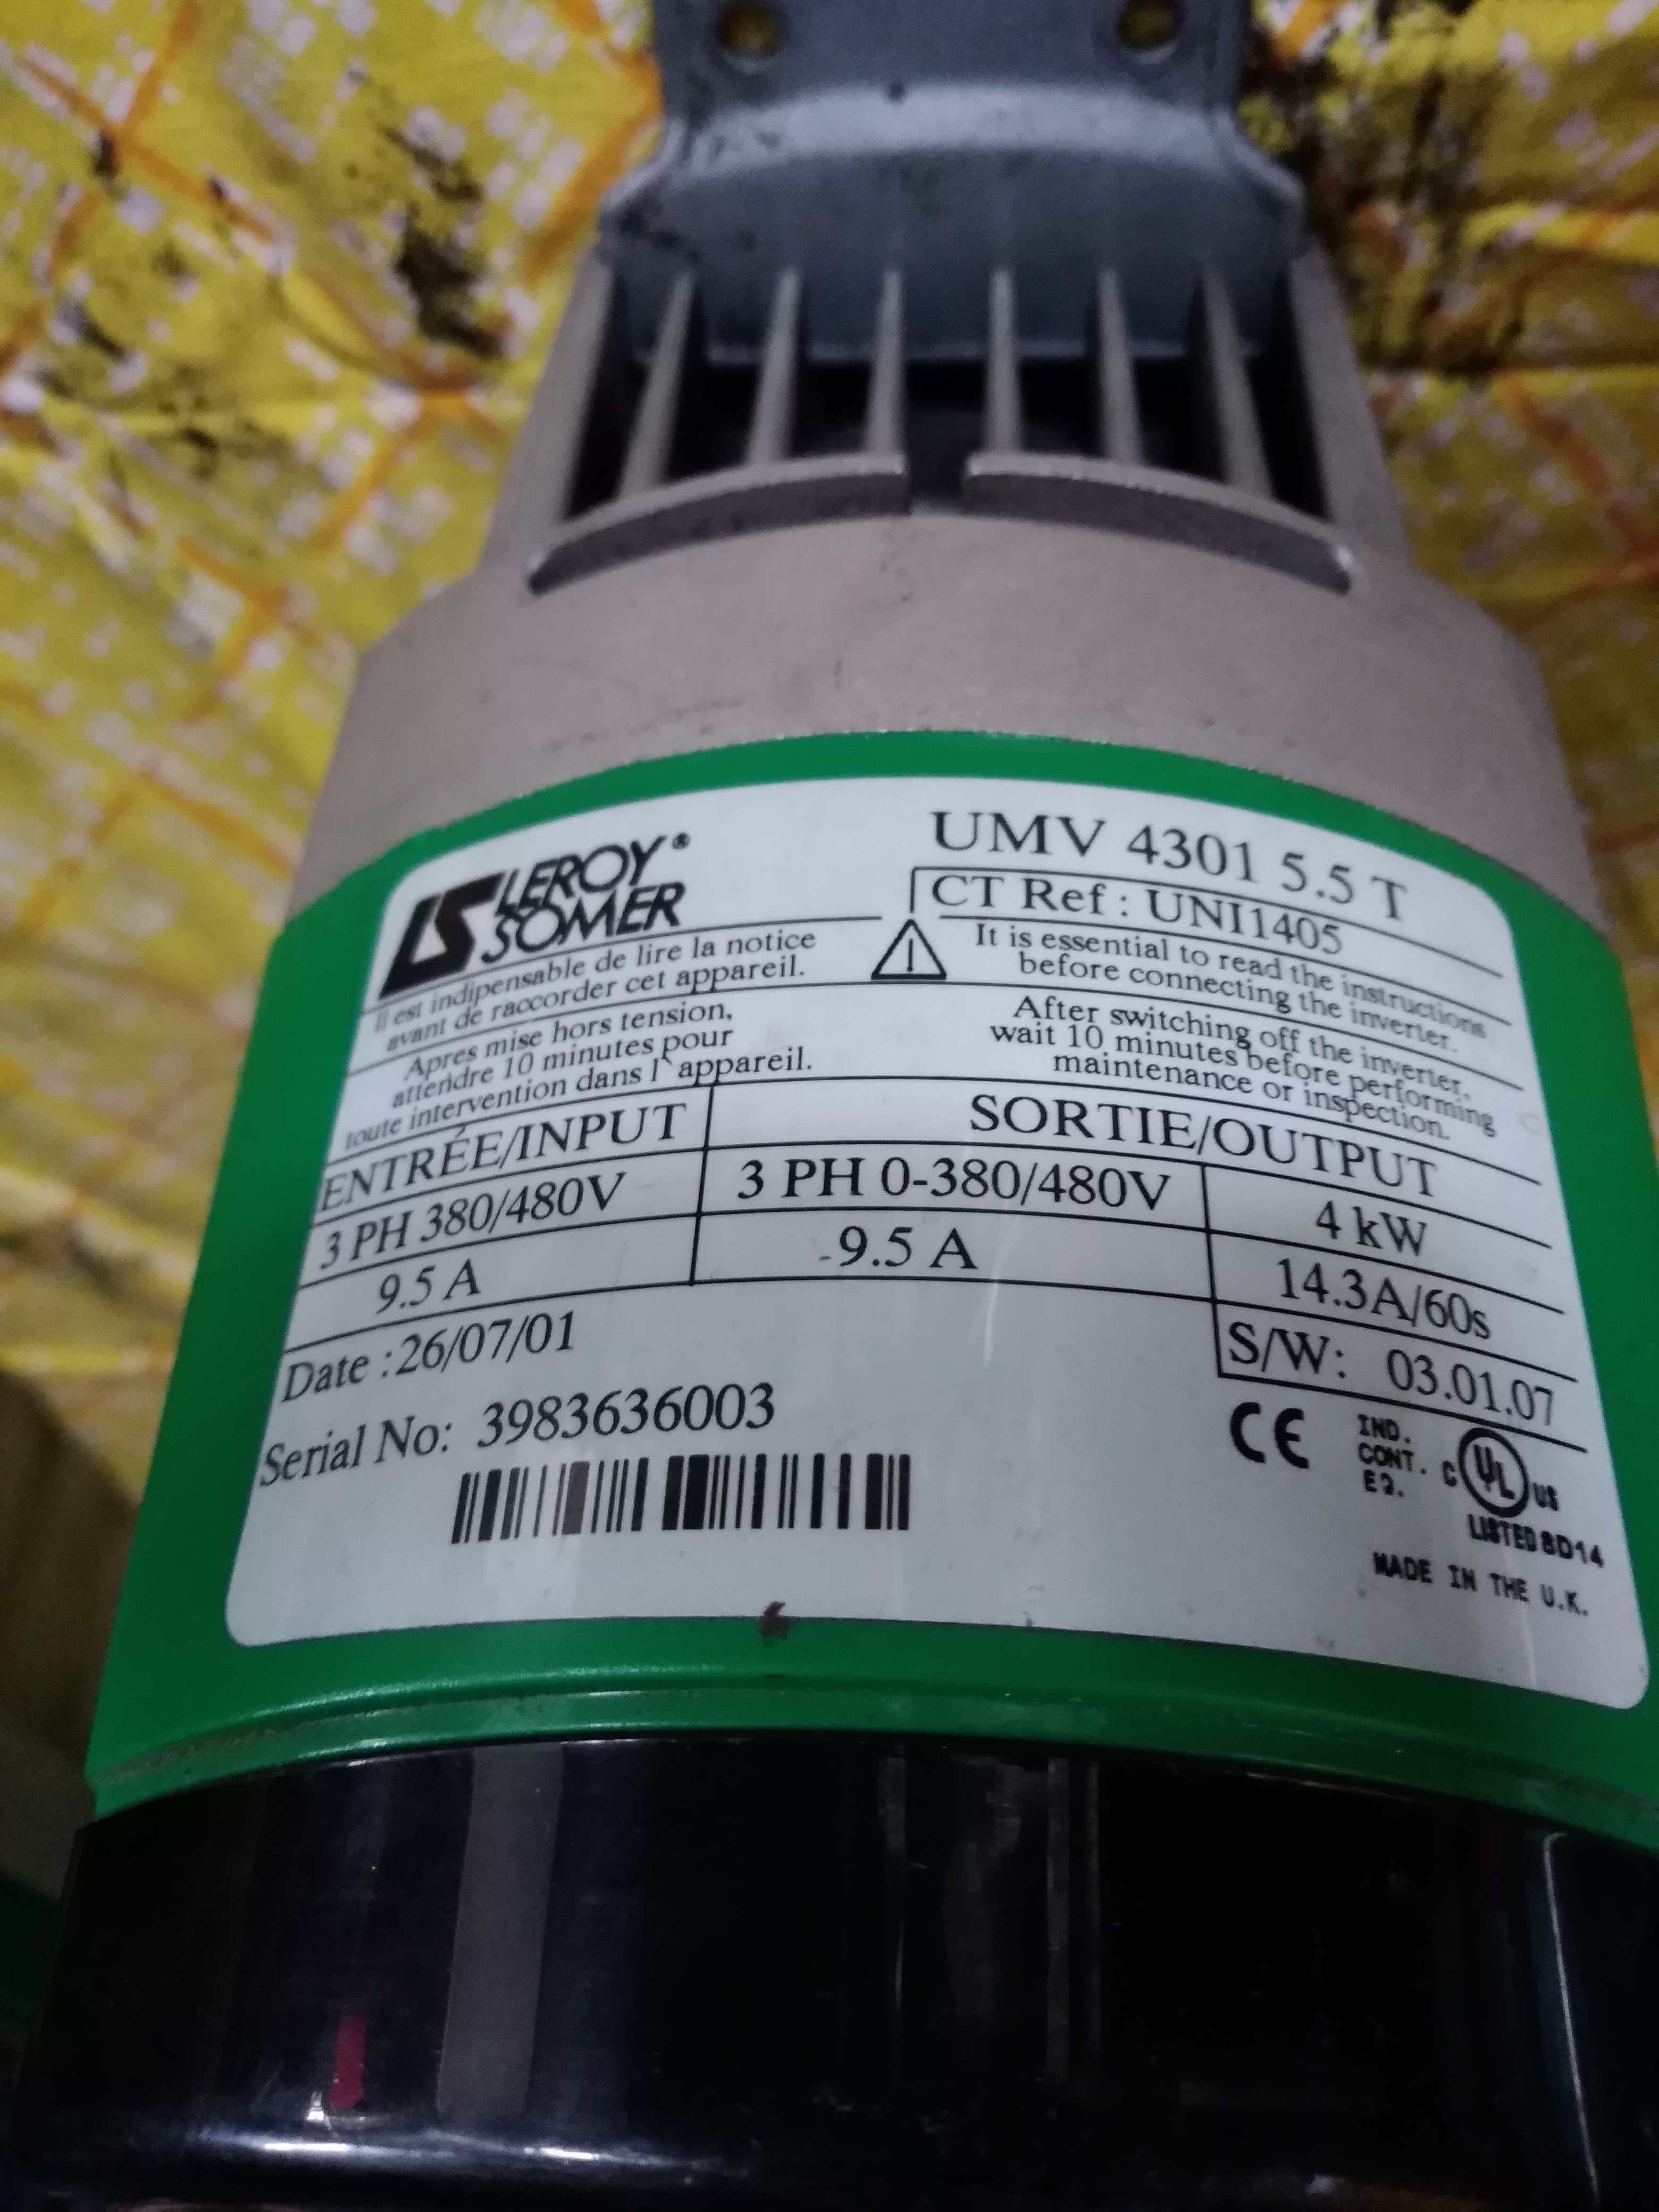 LS LEROY®
SOMER
UMV 4301 5.5 T
CT Ref : UNI1405
Il est indipensable de lire la notice
avant de raccorder cet appareil.
It is essential to read the instructions
before connecting the inverter.
Apres mise hors tension,
attendre 10 minutes pour
toute intervention dans l`appareil.
After switching off the inverter,
wait 10 minutes before performing
maintenance or inspection.
ENTRÉE/INPUT
SORTIE/OUTPUT
3 PH 380/480V
3 PH 0-380/480V
4 kW
9.5 A
9.5 A
14.3A/60s
Date :26/07/01
S/W: 03.01.07
Serial No: 3983636003
CE
IND.
CONT.
EQ.
C UL US
LISTED 8D14
MADE IN THE U.K.